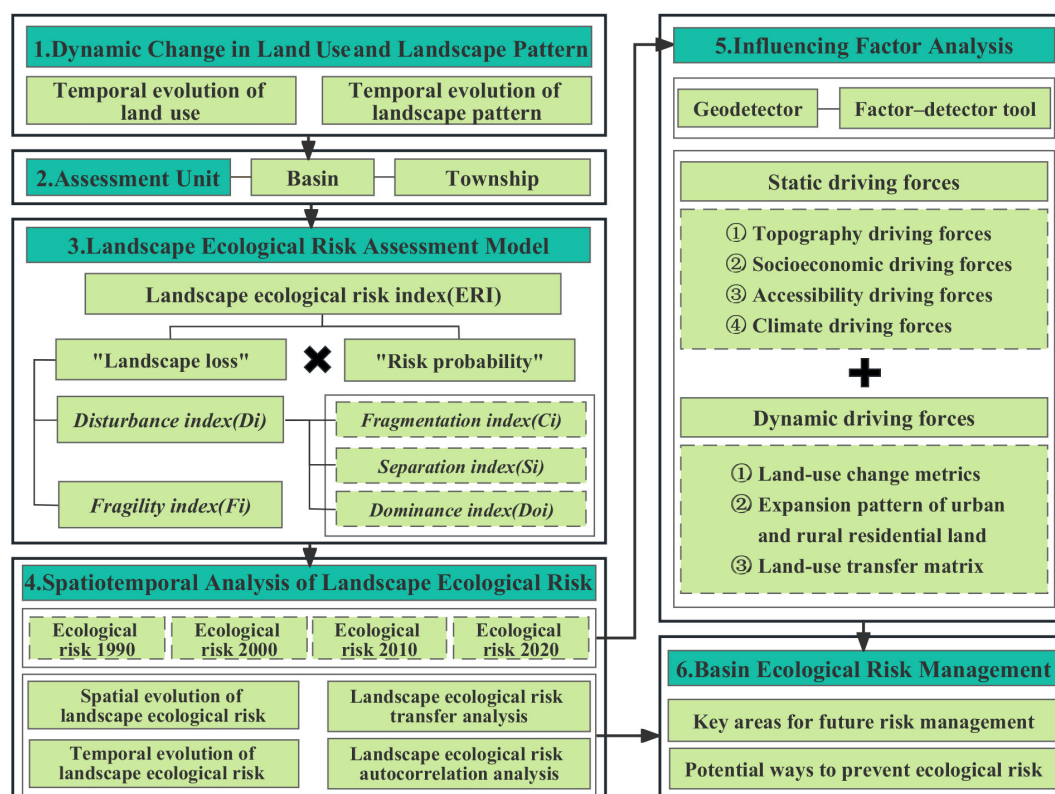 1.Dynamic Change in Land Use and Landscape Pattern
Temporal evolution of
land use
Temporal evolution of
landscape pattern
2.Assessment Unit
Basin
Township
3.Landscape Ecological Risk Assessment Model
Landscape ecological risk index(ERI)
"Landscape loss"
"Risk probability"
Disturbance index(Di)
Fragility index(Fi)
Fragmentation index(Ci)
Separation index(Si)
Dominance index(Doi)
4.Spatiotemporal Analysis of Landscape Ecological Risk
Ecological
risk 1990
Ecological
risk 2000
Ecological
risk 2010
Ecological
risk 2020
Spatial evolution of
landscape ecological risk
Landscape ecological risk
transfer analysis
Temporal evolution of
landscape ecological risk
Landscape ecological risk
autocorrelation analysis
5.Influencing Factor Analysis
Geodetector
Factor–detector tool
Static driving forces
① Topography driving forces
② Socioeconomic driving forces
③ Accessibility driving forces
④ Climate driving forces
Dynamic driving forces
① Land-use change metrics
② Expansion pattern of urban
and rural residential land
③ Land-use transfer matrix
6.Basin Ecological Risk Management
Key areas for future risk management
Potential ways to prevent ecological risk